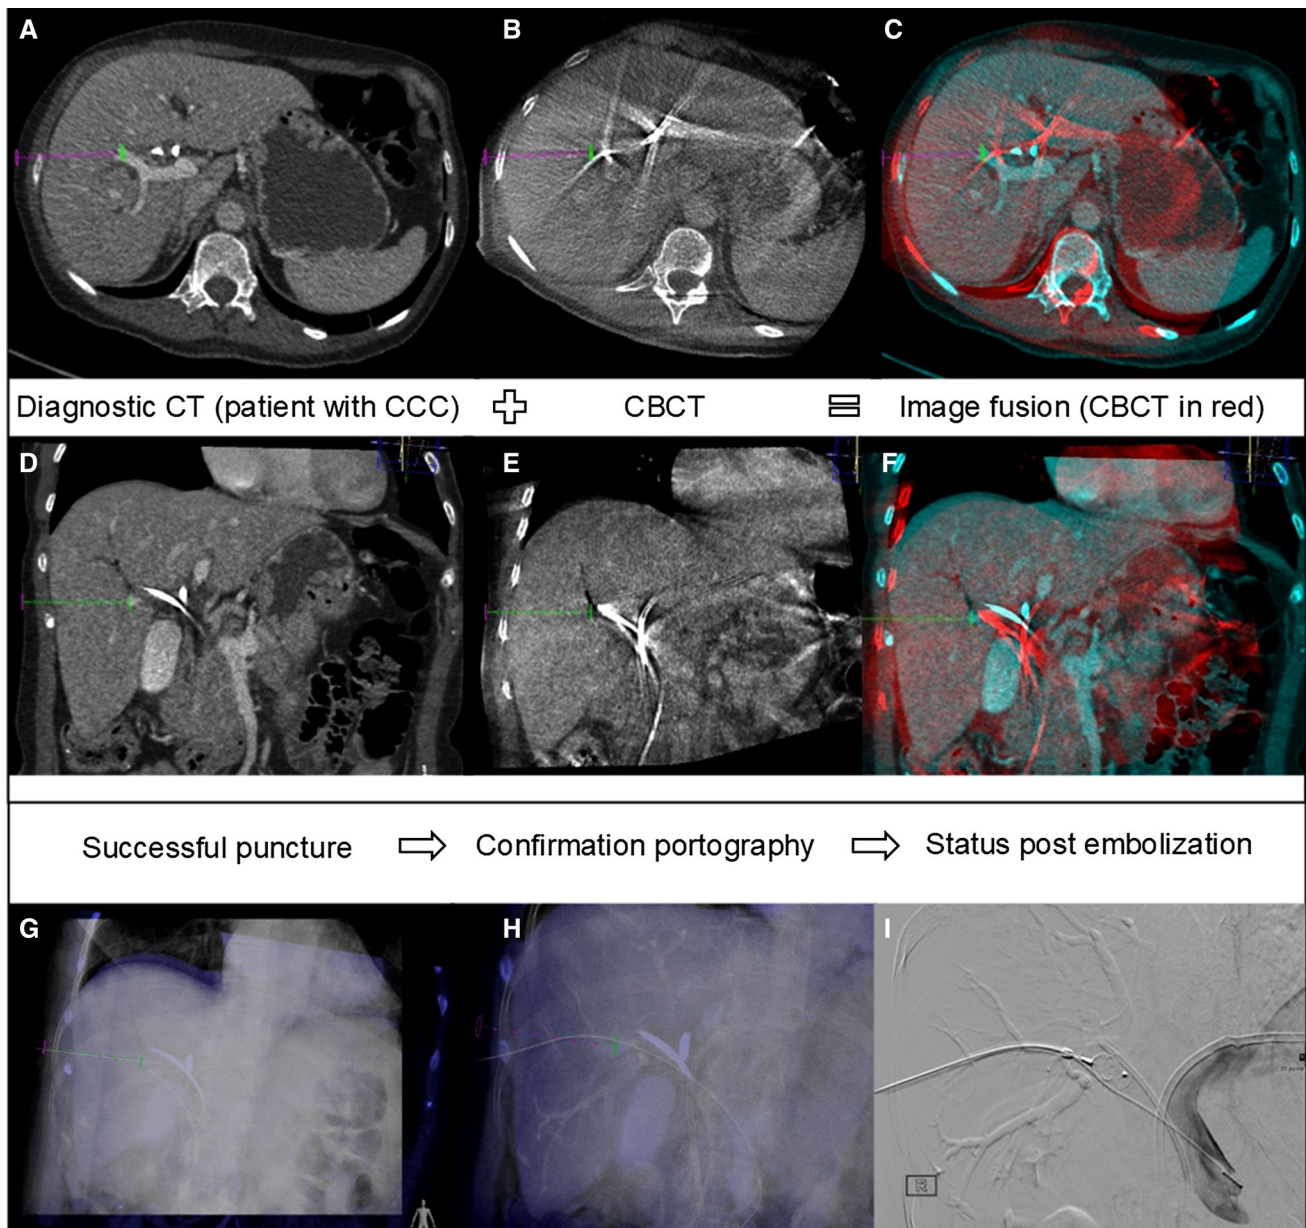 A
B
C
Diagnostic CT (patient with CCC)
CBCT
Image fusion (CBCT in red)
D
E
F
Successful puncture
Confirmation portography
Status post embolization
G
H
I
R